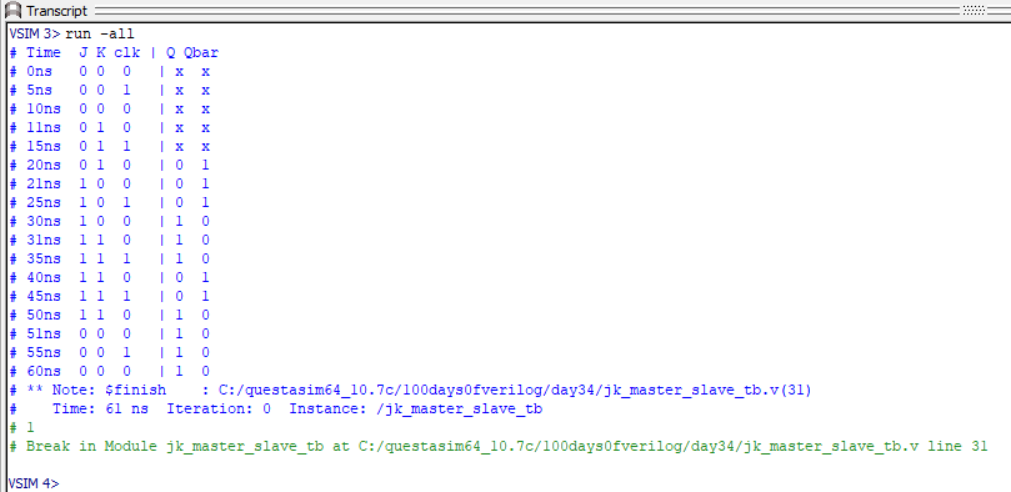 Transcript
VSIM 3> run -all
# Time  J K clk | Q Qbar
# 0ns   0 0  0   | x  x
# 5ns   0 0  1   | x  x
# 10ns  0 0  0   | x  x
# 11ns  0 1  0   | x  x
# 15ns  0 1  1   | x  x
# 20ns  0 1  0   | 0  1
# 21ns  1 0  0   | 0  1
# 25ns  1 0  1   | 0  1
# 30ns  1 0  0   | 1  0
# 31ns  1 1  0   | 1  0
# 35ns  1 1  1   | 1  0
# 40ns  1 1  0   | 0  1
# 45ns  1 1  1   | 0  1
# 50ns  1 1  0   | 1  0
# 51ns  0 0  0   | 1  0
# 55ns  0 0  1   | 1  0
# 60ns  0 0  0   | 1  0
# ** Note: $finish    : C:/questasim64_10.7c/100days0fverilog/day34/jk_master_slave_tb.v(31)
#    Time: 61 ns  Iteration: 0  Instance: /jk_master_slave_tb
# 1
# Break in Module jk_master_slave_tb at C:/questasim64_10.7c/100days0fverilog/day34/jk_master_slave_tb.v line 31
VSIM 4>